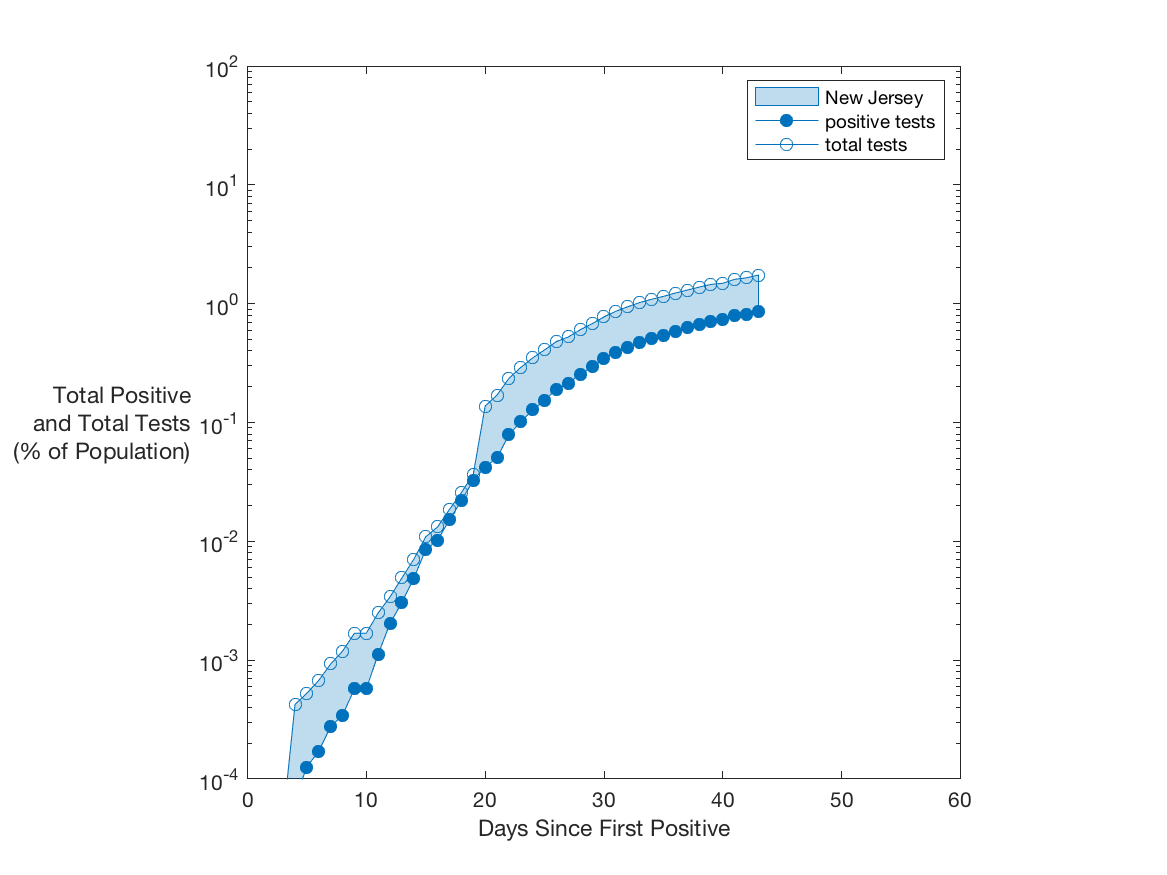 10^2
10^1
10^0
10^-1
10^-2
10^-3
10^-4
Total Positive
and Total Tests
(% of Population)
New Jersey
positive tests
total tests
0 10 20 30 40 50 60
Days Since First Positive